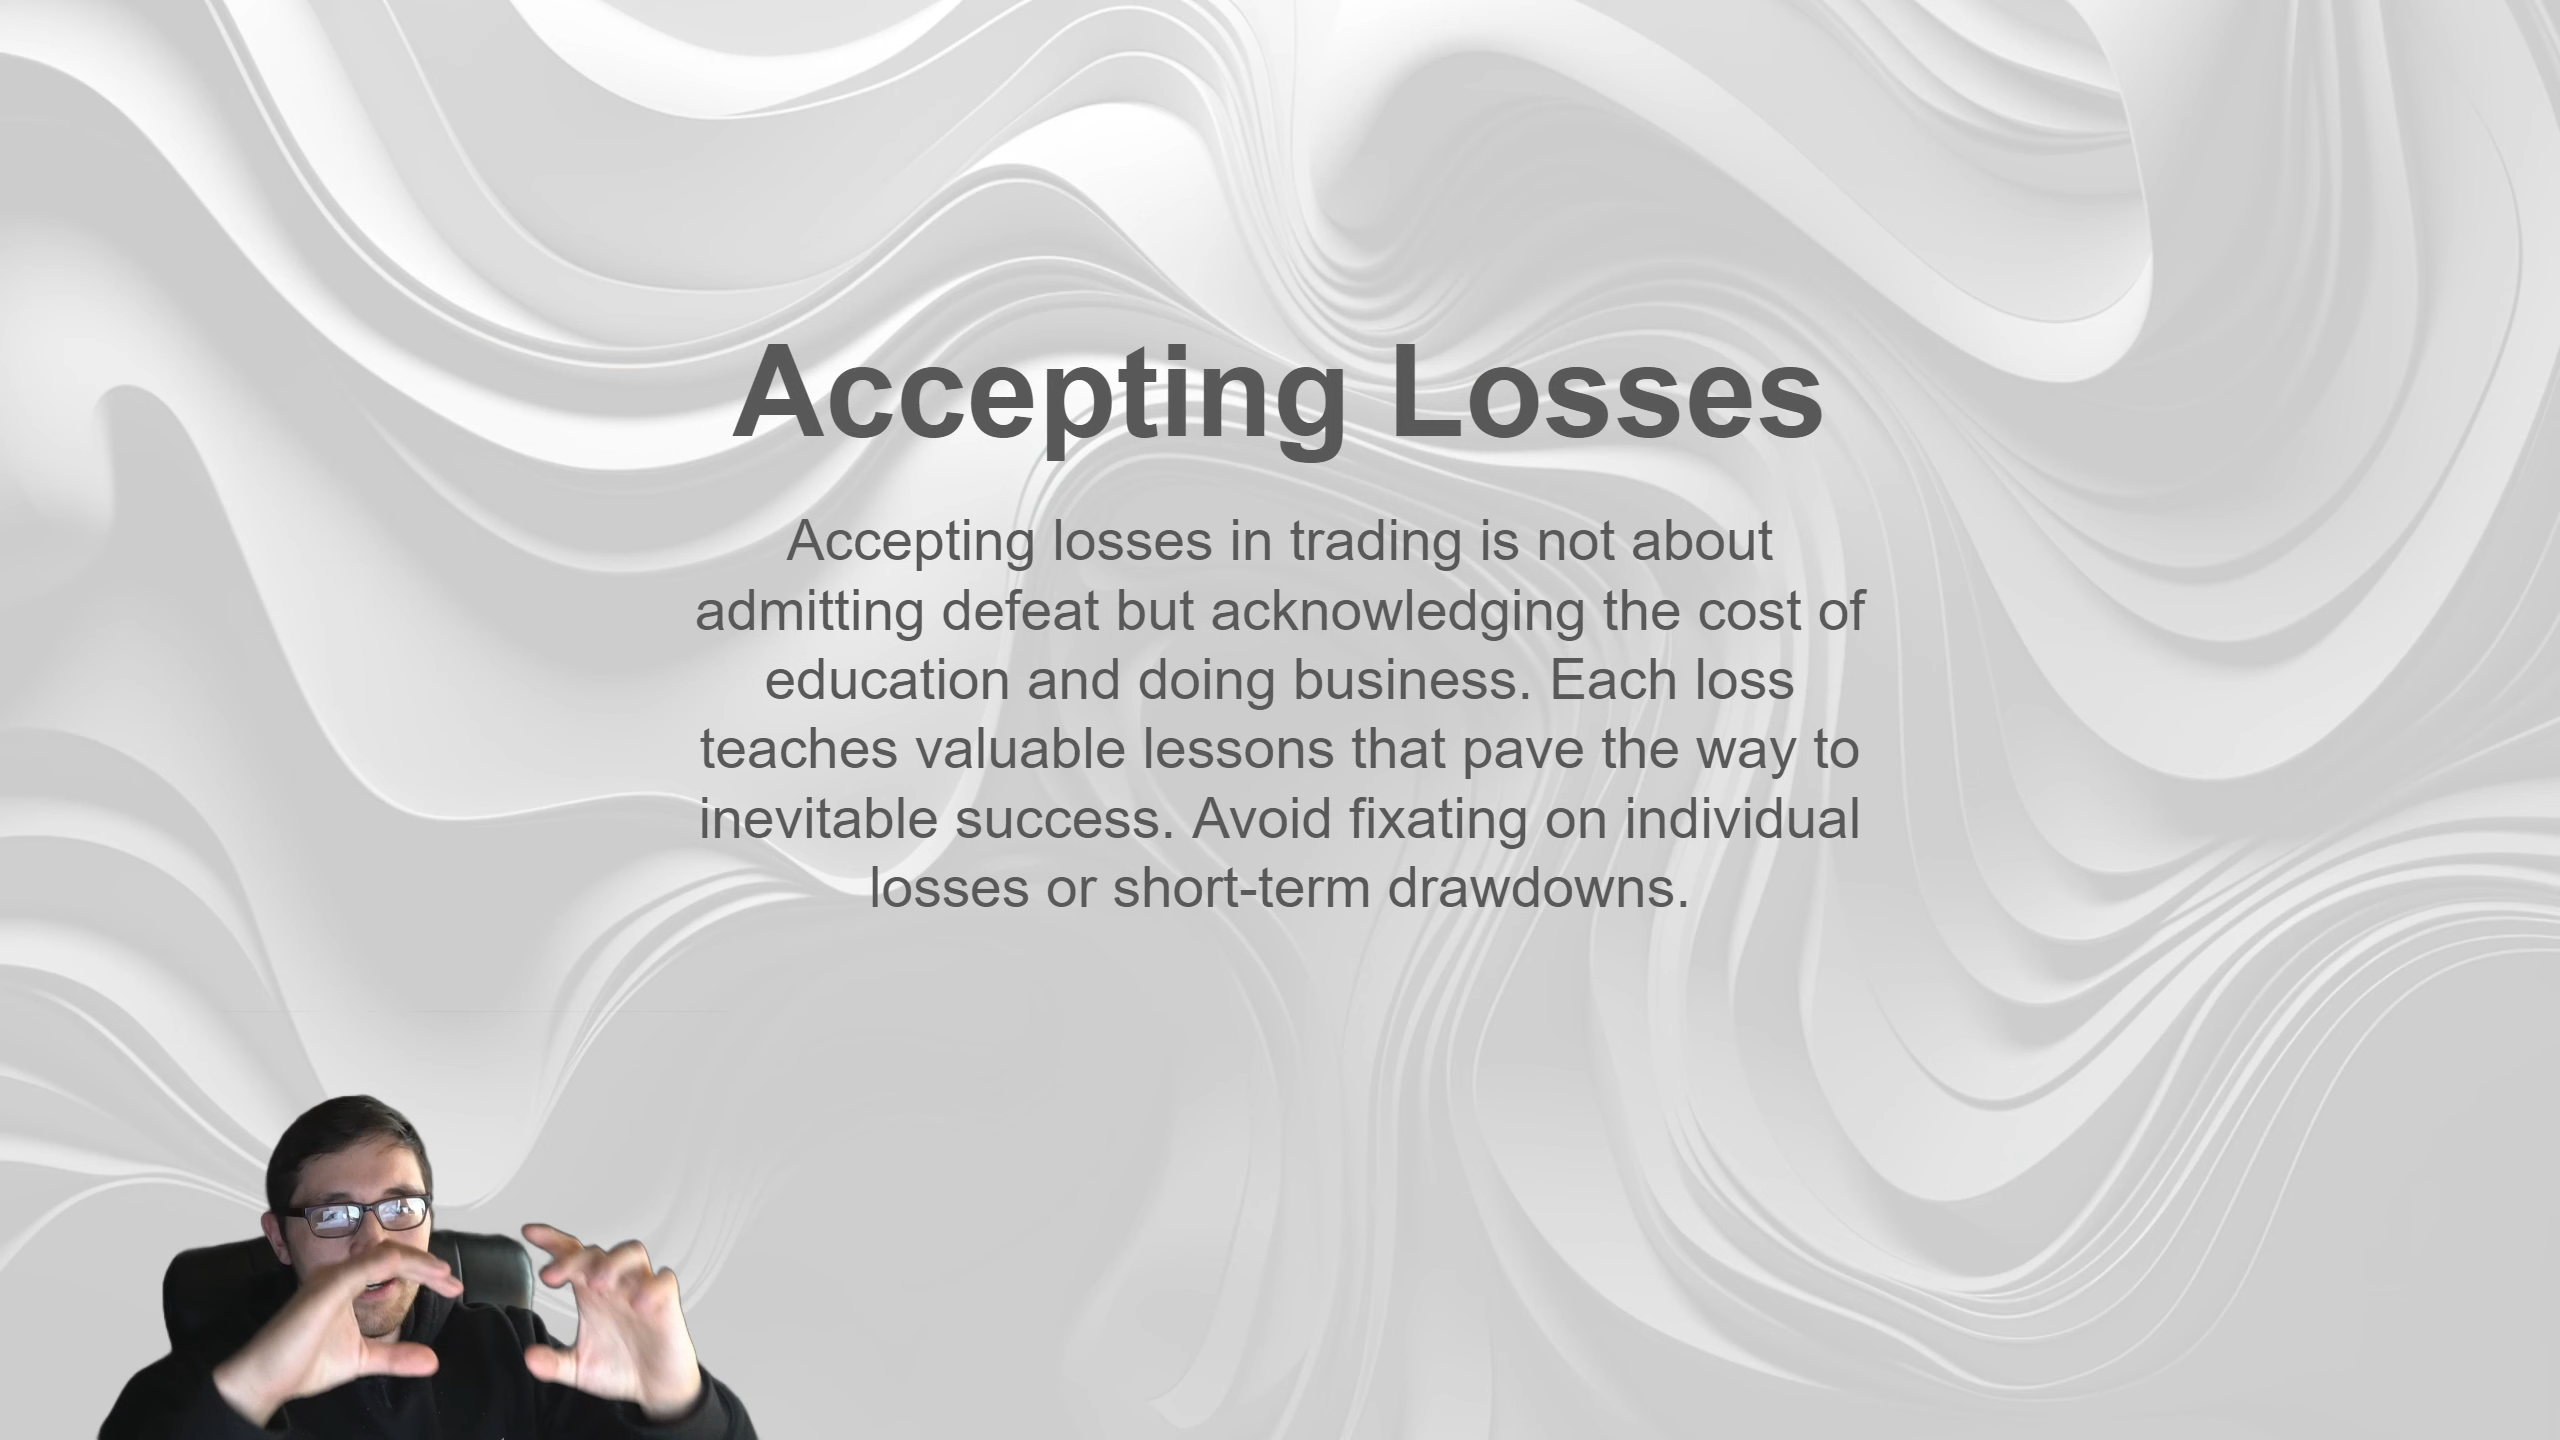 Accepting Losses
Accepting losses in trading is not about
admitting defeat but acknowledging the cost of
education and doing business. Each loss
teaches valuable lessons that pave the way to
inevitable success. Avoid fixating on individual
losses or short-term drawdowns.